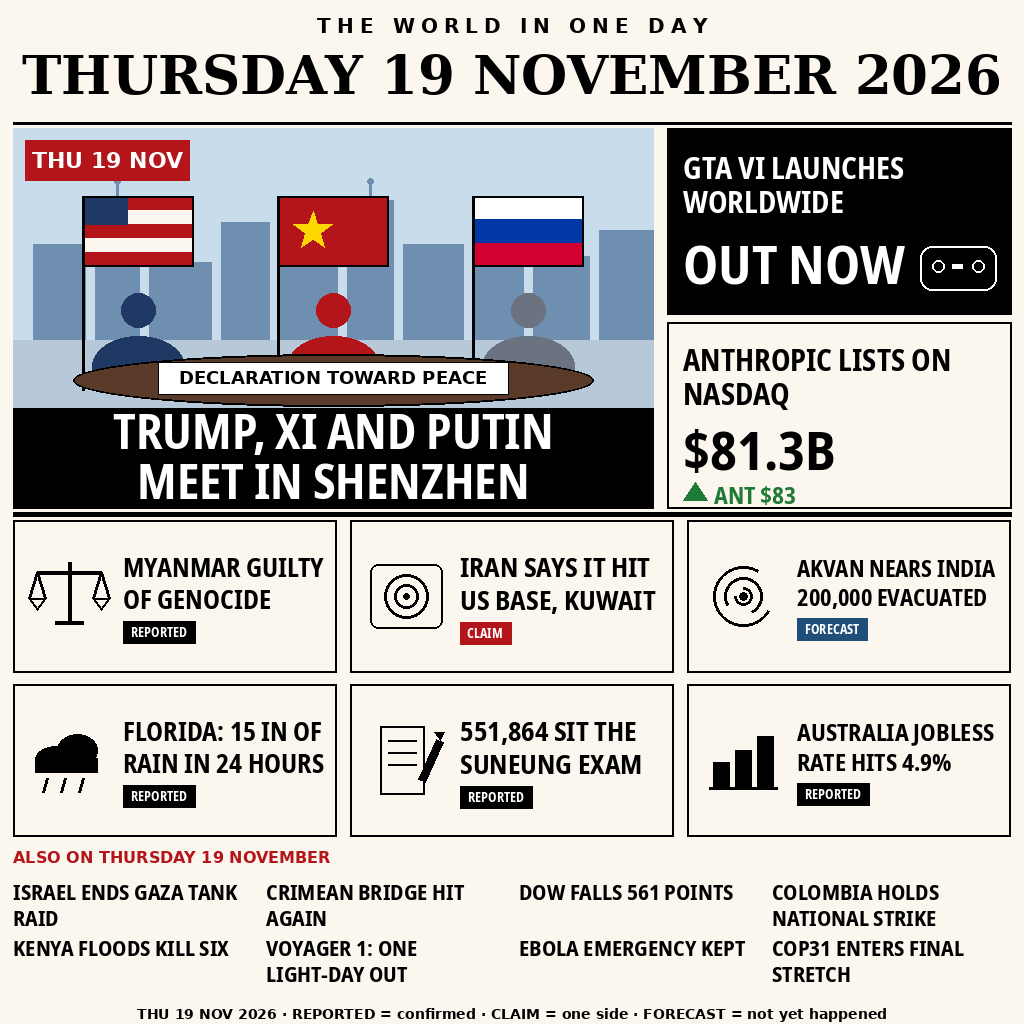 THE WORLD IN ONE DAY
THURSDAY 19 NOVEMBER 2026
THU 19 NOV
DECLARATION TOWARD PEACE
TRUMP, XI AND PUTIN
MEET IN SHENZHEN
GTA VI LAUNCHES
WORLDWIDE
OUT NOW
ANTHROPIC LISTS ON
NASDAQ
$81.3B
ANT $83
MYANMAR GUILTY
OF GENOCIDE
REPORTED
IRAN SAYS IT HIT
US BASE, KUWAIT
CLAIM
AKVAN NEARS INDIA
200,000 EVACUATED
FORECAST
FLORIDA: 15 IN OF
RAIN IN 24 HOURS
REPORTED
551,864 SIT THE
SUNEUNG EXAM
REPORTED
AUSTRALIA JOBLESS
RATE HITS 4.9%
REPORTED
ALSO ON THURSDAY 19 NOVEMBER
ISRAEL ENDS GAZA TANK
RAID
CRIMEAN BRIDGE HIT
AGAIN
DOW FALLS 561 POINTS
COLOMBIA HOLDS
NATIONAL STRIKE
KENYA FLOODS KILL SIX
VOYAGER 1: ONE
LIGHT-DAY OUT
EBOLA EMERGENCY KEPT
COP31 ENTERS FINAL
STRETCH
THU 19 NOV 2026 · REPORTED = confirmed · CLAIM = one side · FORECAST = not yet happened